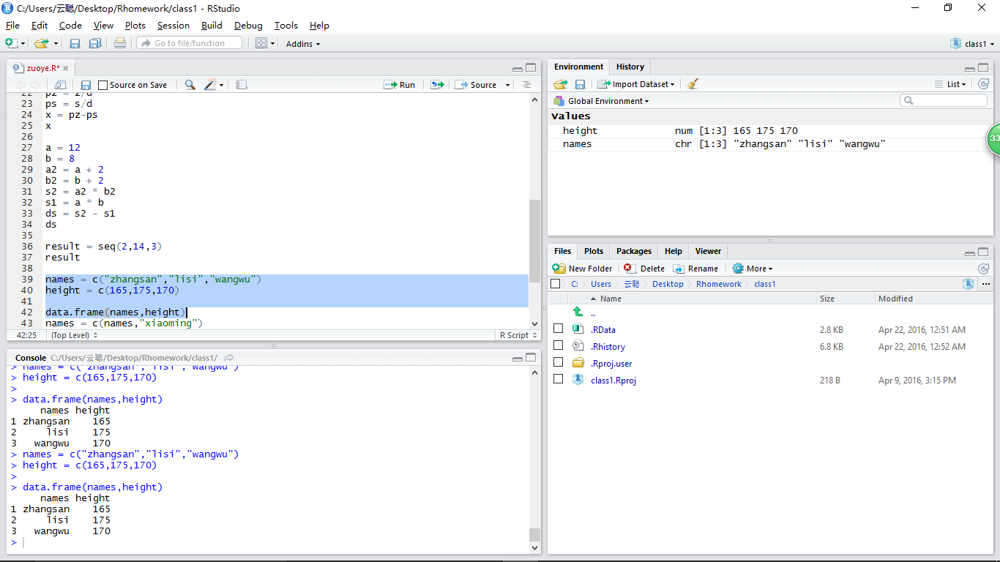 C:/Users/云聪/Desktop/Rhomework/class1 - RStudio
File Edit Code View Plots Session Build Debug Tools Help
Go to file/function Addins class1
zuoye.R*
Source on Save Run Source
22 pz = z/d
23 ps = s/d
24 x = pz-ps
25 x
26
27 a = 12
28 b = 8
29 a2 = a + 2
30 b2 = b + 2
31 s2 = a2 * b2
32 s1 = a * b
33 ds = s2 - s1
34 ds
35
36 result = seq(2,14,3)
37 result
38
39 names = c("zhangsan","lisi","wangwu")
40 height = c(165,175,170)
41
42 data.frame(names,height)
43 names = c(names,"xiaoming")
42:25 (Top Level) R Script
Console C:/Users/云聪/Desktop/Rhomework/class1/
> names = c("zhangsan","lisi","wangwu")
> height = c(165,175,170)
>
> data.frame(names,height)
names height
1 zhangsan 165
2 lisi 175
3 wangwu 170
> names = c("zhangsan","lisi","wangwu")
> height = c(165,175,170)
>
> data.frame(names,height)
names height
1 zhangsan 165
2 lisi 175
3 wangwu 170
>
Environment History
Import Dataset List
Global Environment
Values
height num [1:3] 165 175 170
names chr [1:3] "zhangsan" "lisi" "wangwu"
33
Files Plots Packages Help Viewer
New Folder Delete Rename More
C: Users 云聪 Desktop Rhomework class1
Name Size Modified
..
.RData 2.8 KB Apr 22, 2016, 12:51 AM
.Rhistory 6.8 KB Apr 22, 2016, 12:52 AM
.Rproj.user
class1.Rproj 218 B Apr 9, 2016, 3:15 PM